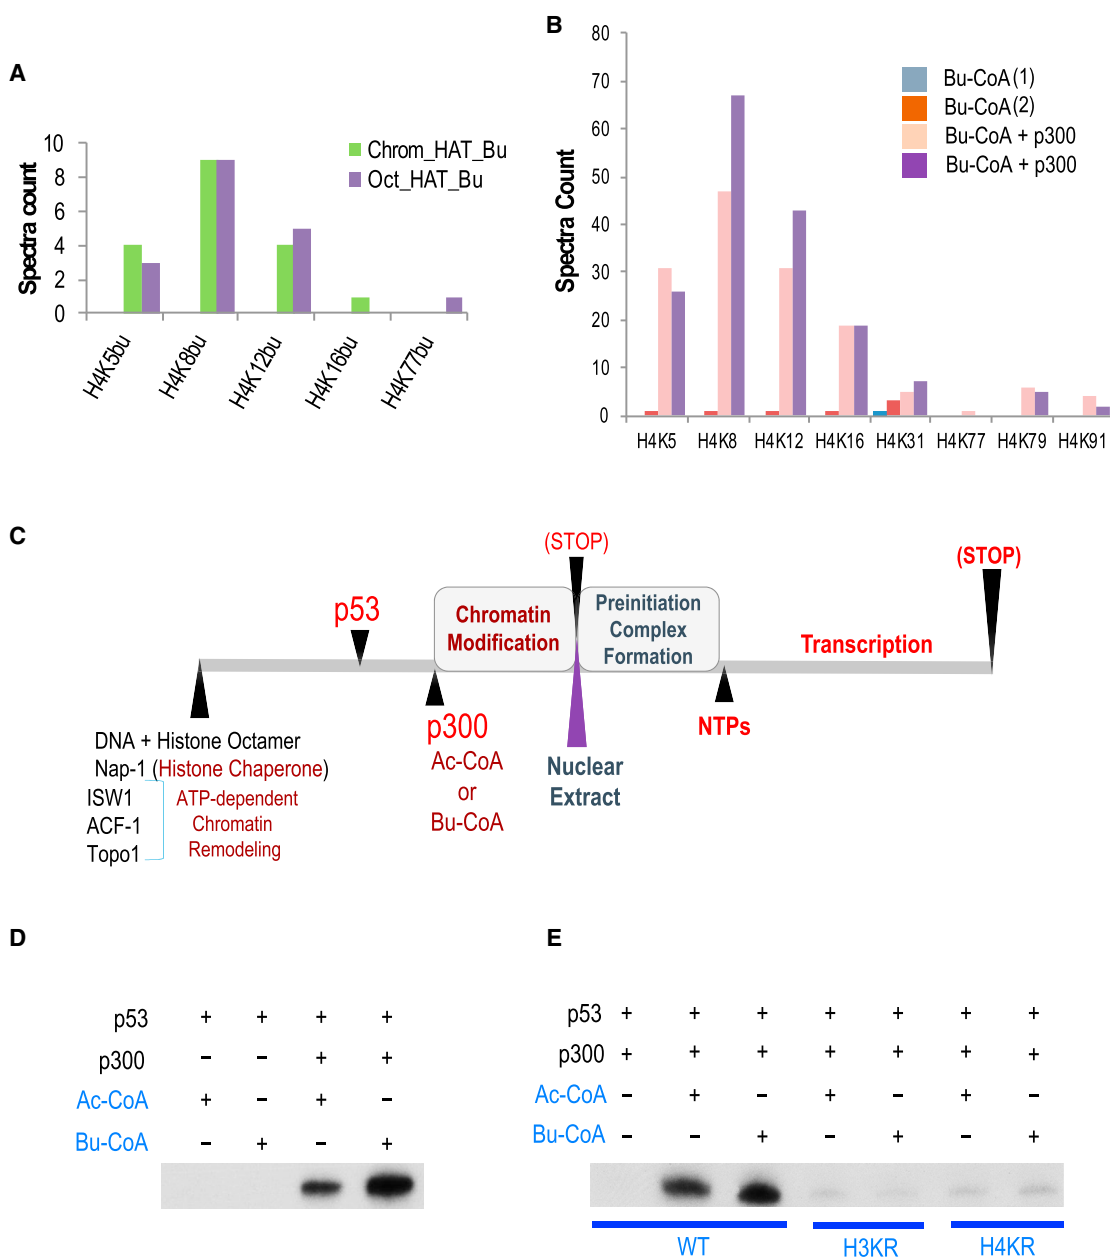 A
Spectra count
10
8
6
4
2
0
Chrom_HAT_Bu
Oct_HAT_Bu
H4K5bu
H4K8bu
H4K12bu
H4K16bu
H4K77bu
B
Spectra Count
80
70
60
50
40
30
20
10
0
Bu-CoA(1)
Bu-CoA(2)
Bu-CoA + p300
Bu-CoA + p300
H4K5 H4K8 H4K12 H4K16 H4K31 H4K77 H4K79 H4K91
C
(STOP)
(STOP)
p53
Chromatin
Modification
Preinitiation
Complex
Formation
Transcription
p300
Ac-CoA
or
Bu-CoA
NTPs
Nuclear
Extract
DNA + Histone Octamer
Nap-1 (Histone Chaperone)
ISW1 ATP-dependent
ACF-1 Chromatin
Topo1 Remodeling
D
p53 + + + +
p300 – – + +
Ac-CoA + – + –
Bu-CoA – + – +
E
p53 + + + + + + +
p300 + + + + + + +
Ac-CoA – + – + – + –
Bu-CoA – – + – + – +
WT H3KR H4KR